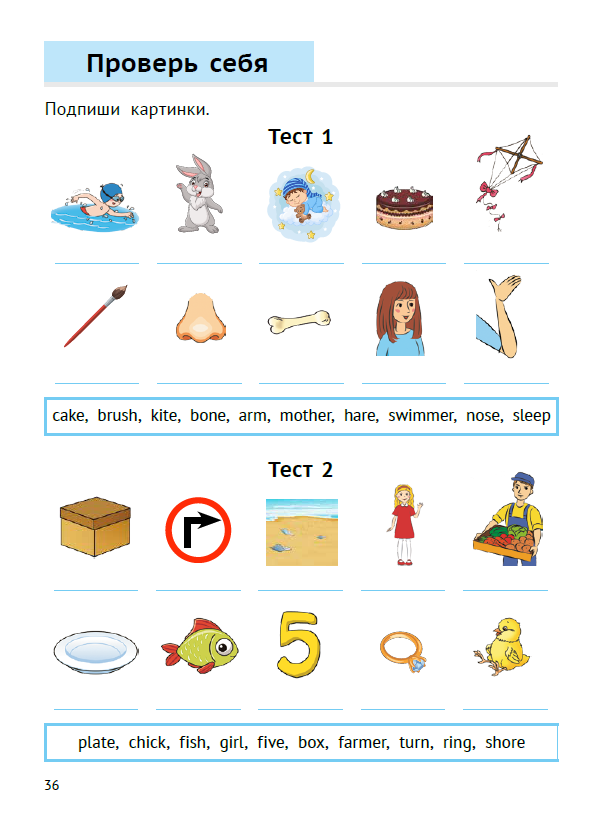 Проверь себя
Подпиши картинки.
Тест 1
cake, brush, kite, bone, arm, mother, hare, swimmer, nose, sleep
Тест 2
5
plate, chick, fish, girl, five, box, farmer, turn, ring, shore
36